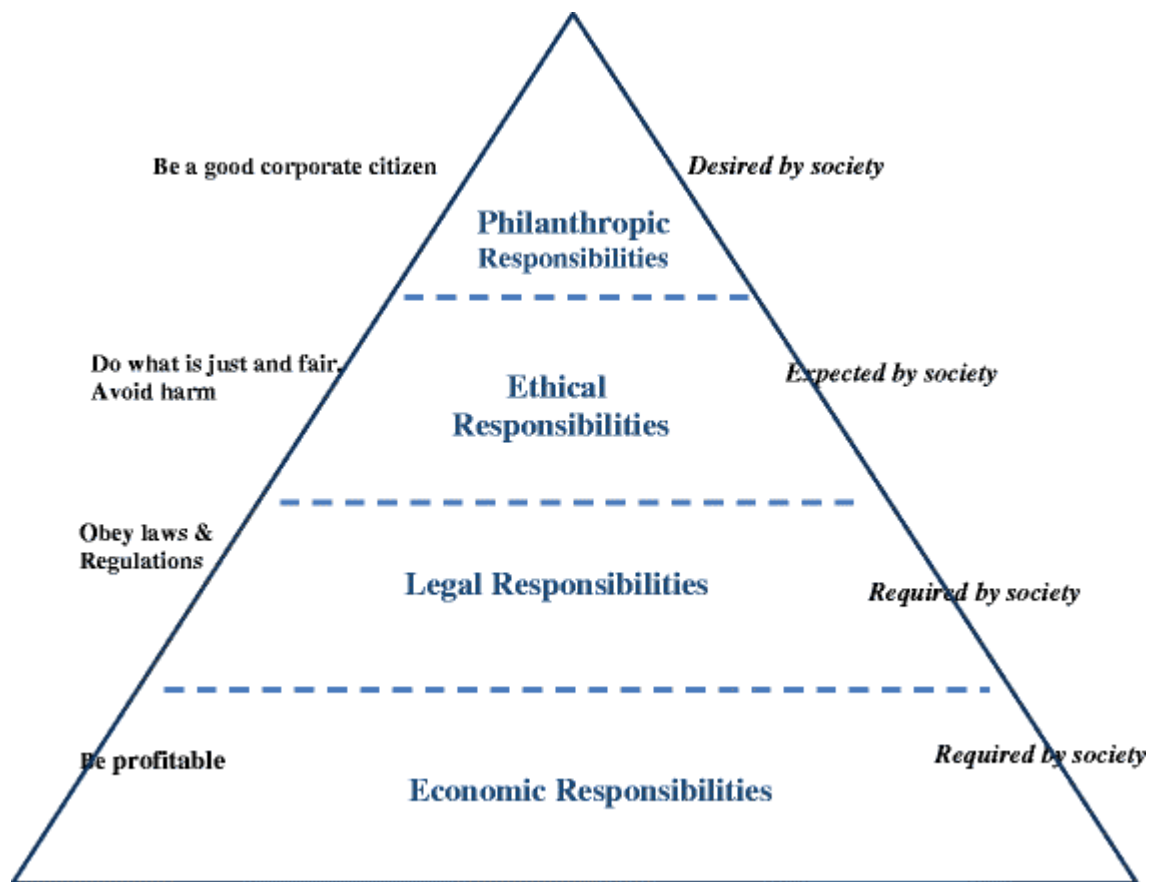 Be a good corporate citizen
Desired by society
Philanthropic
Responsibilities
Do what is just and fair,
Avoid harm
Expected by society
Ethical
Responsibilities
Obey laws &
Regulations
Legal Responsibilities
Required by society
Be profitable
Required by society
Economic Responsibilities